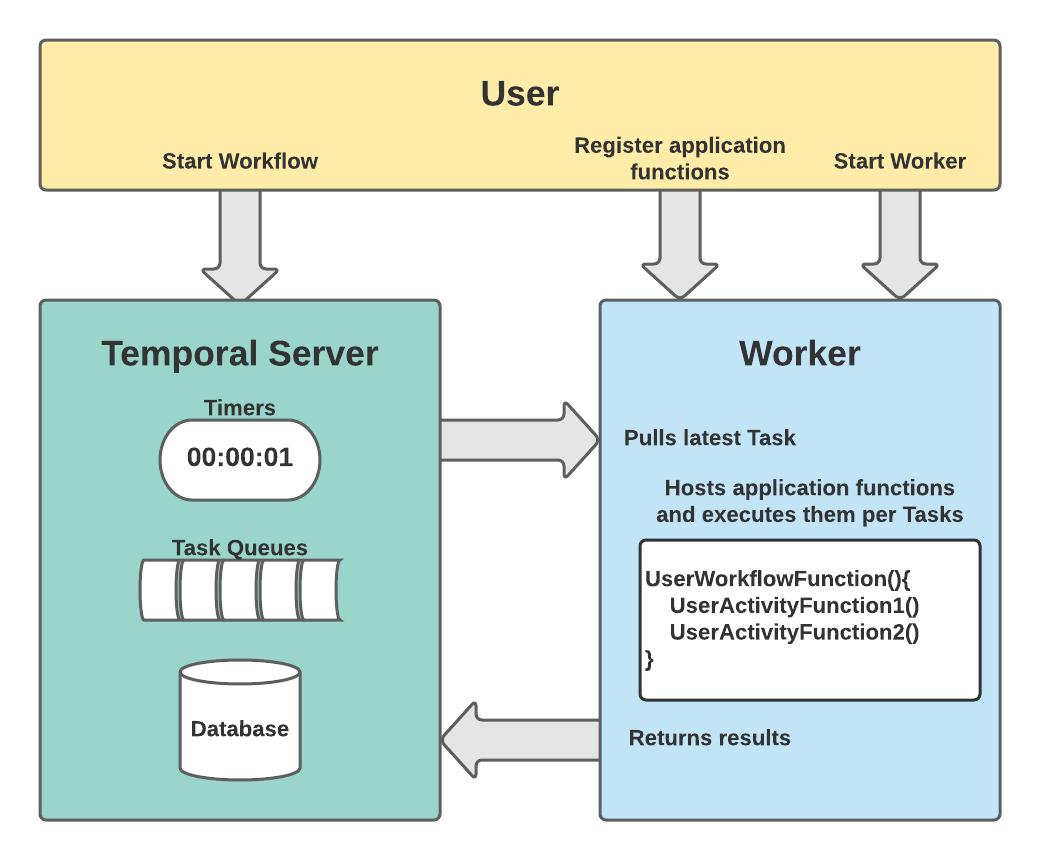 User
Start Workflow
Register application
functions
Start Worker
Temporal Server
Timers
00:00:01
Task Queues
Database
Worker
Pulls latest Task
Hosts application functions
and executes them per Tasks
UserWorkflowFunction(){
    UserActivityFunction1()
    UserActivityFunction2()
}
Returns results